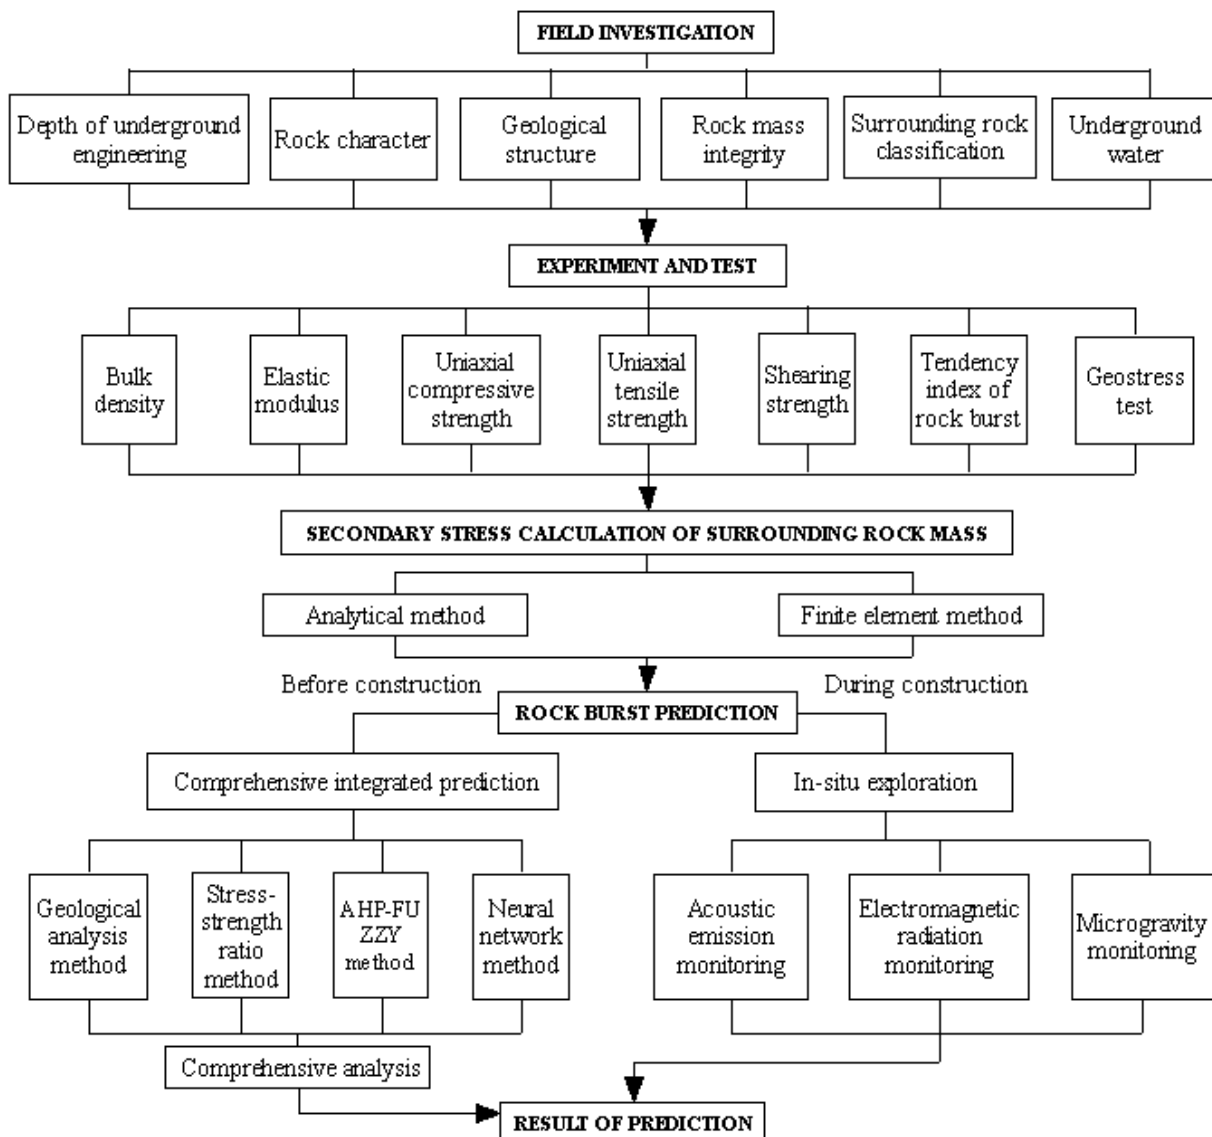 FIELD INVESTIGATION
Depth of underground
engineering
Rock character
Geological
structure
Rock mass
integrity
Surrounding rock
classification
Underground
water
EXPERIMENT AND TEST
Bulk
density
Elastic
modulus
Uniaxial
compressive
strength
Uniaxial
tensile
strength
Shearing
strength
Tendency
index of
rock burst
Geostress
test
SECONDARY STRESS CALCULATION OF SURROUNDING ROCK MASS
Analytical method
Finite element method
Before construction
During construction
ROCK BURST PREDICTION
Comprehensive integrated prediction
In-situ exploration
Geological
analysis
method
Stress-
strength
ratio
method
AHP-FU
ZZY
method
Neural
network
method
Acoustic
emission
monitoring
Electromagnetic
radiation
monitoring
Microgravity
monitoring
Comprehensive analysis
RESULT OF PREDICTION